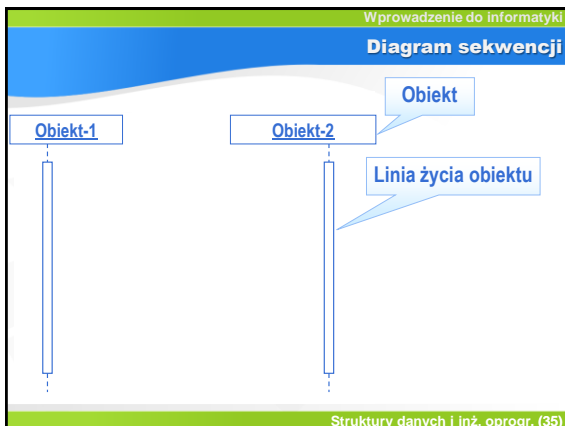 Wprowadzenie do informatyki
Diagram sekwencji
Obiekt
Obiekt-1
Obiekt-2
Linia życia obiektu
Struktury danych i inż. oprogr. (35)